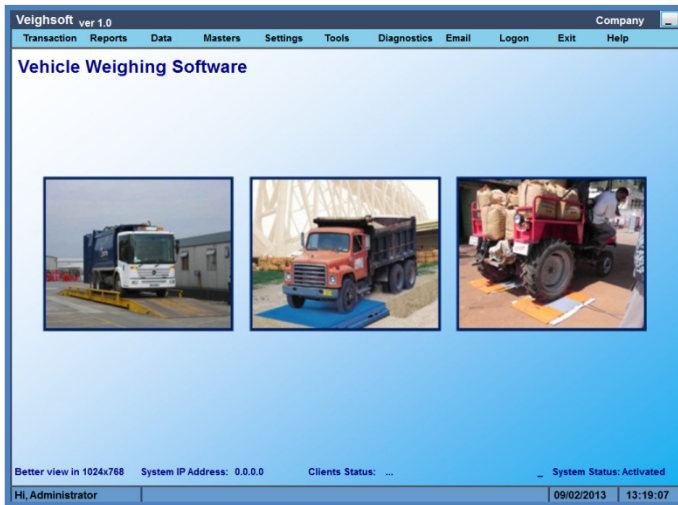 Veighsoft ver 1.0 Company _
Transaction Reports Data Masters Settings Tools Diagnostics Email Logon Exit Help
Vehicle Weighing Software
Better view in 1024x768 System IP Address: 0.0.0.0 Clients Status: ... _ System Status: Activated
Hi, Administrator 09/02/2013 13:19:07